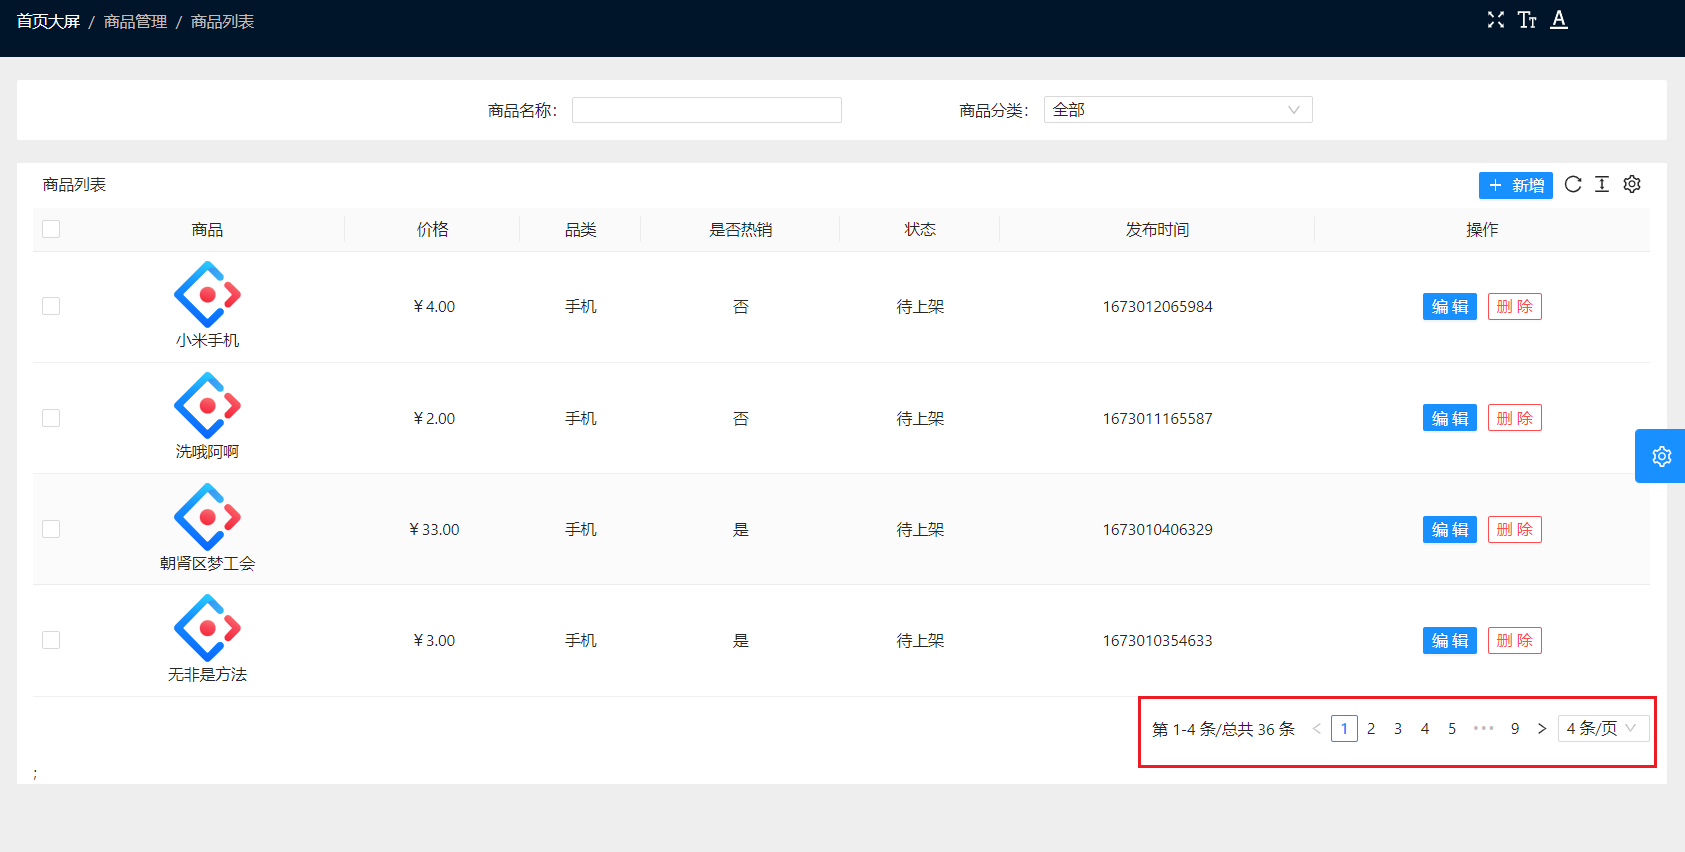 首页大屏 / 商品管理 / 商品列表
商品名称: 商品分类: 全部
商品列表 + 新增
商品 价格 品类 是否热销 状态 发布时间 操作
小米手机 ¥4.00 手机 否 待上架 1673012065984 编辑 删除
洗哦阿啊 ¥2.00 手机 否 待上架 1673011165587 编辑 删除
朝肾区梦工会 ¥33.00 手机 是 待上架 1673010406329 编辑 删除
无非是方法 ¥3.00 手机 是 待上架 1673010354633 编辑 删除
第 1-4 条/总共 36 条 < 1 2 3 4 5 ••• 9 > 4 条/页
;